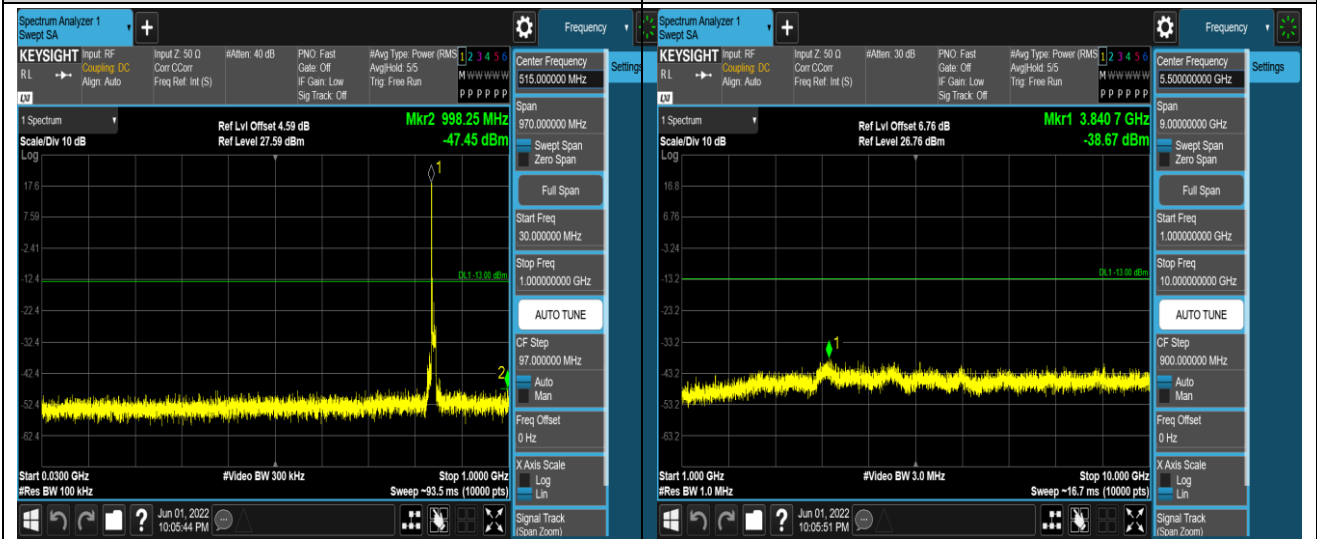 Spectrum Analyzer 1
Swept SA
+
Frequency
KEYSIGHT
Input: RF
Coupling: DC
Align: Auto
Input Z: 50 Ω
Corr CCorr
Freq Ref: Int (S)
#Atten: 40 dB
PNO: Fast
Gate: Off
IF Gain: Low
Sig Track: Off
#Avg Type: Power (RMS
Avg|Hold: 5/5
Trig: Free Run
1 2 3 4 5 6
M W W W W W
P P P P P P
RL
LXI
1 Spectrum
Scale/Div 10 dB
Log
Ref Lvl Offset 4.59 dB
Ref Level 27.59 dBm
Mkr2 998.25 MHz
-47.45 dBm
1
17.6
7.59
-2.41
DL1 -13.00 dBm
-12.4
-22.4
-32.4
-42.4
2
-52.4
-62.4
Start 0.0300 GHz
#Res BW 100 kHz
#Video BW 300 kHz
Stop 1.0000 GHz
Sweep ~93.5 ms (10000 pts)
Jun 01, 2022
10:05:44 PM
?
Center Frequency
515.000000 MHz
Settings
Span
970.000000 MHz
Swept Span
Zero Span
Full Span
Start Freq
30.000000 MHz
Stop Freq
1.000000000 GHz
AUTO TUNE
CF Step
97.000000 MHz
Auto
Man
Freq Offset
0 Hz
X Axis Scale
Log
Lin
Signal Track
(Span Zoom)
Spectrum Analyzer 1
Swept SA
+
Frequency
KEYSIGHT
Input: RF
Coupling: DC
Align: Auto
Input Z: 50 Ω
Corr CCorr
Freq Ref: Int (S)
#Atten: 30 dB
PNO: Fast
Gate: Off
IF Gain: Low
Sig Track: Off
#Avg Type: Power (RMS
Avg|Hold: 5/5
Trig: Free Run
1 2 3 4 5 6
M W W W W W
P P P P P P
RL
LXI
1 Spectrum
Scale/Div 10 dB
Log
Ref Lvl Offset 6.76 dB
Ref Level 26.76 dBm
Mkr1 3.840 7 GHz
-38.67 dBm
16.8
6.76
-3.24
DL1 -13.00 dBm
-13.2
-23.2
-33.2
1
-43.2
-53.2
-63.2
Start 1.000 GHz
#Res BW 1.0 MHz
#Video BW 3.0 MHz
Stop 10.000 GHz
Sweep ~16.7 ms (10000 pts)
Jun 01, 2022
10:05:51 PM
?
Center Frequency
5.500000000 GHz
Settings
Span
9.00000000 GHz
Swept Span
Zero Span
Full Span
Start Freq
1.000000000 GHz
Stop Freq
10.000000000 GHz
AUTO TUNE
CF Step
900.000000 MHz
Auto
Man
Freq Offset
0 Hz
X Axis Scale
Log
Lin
Signal Track
(Span Zoom)